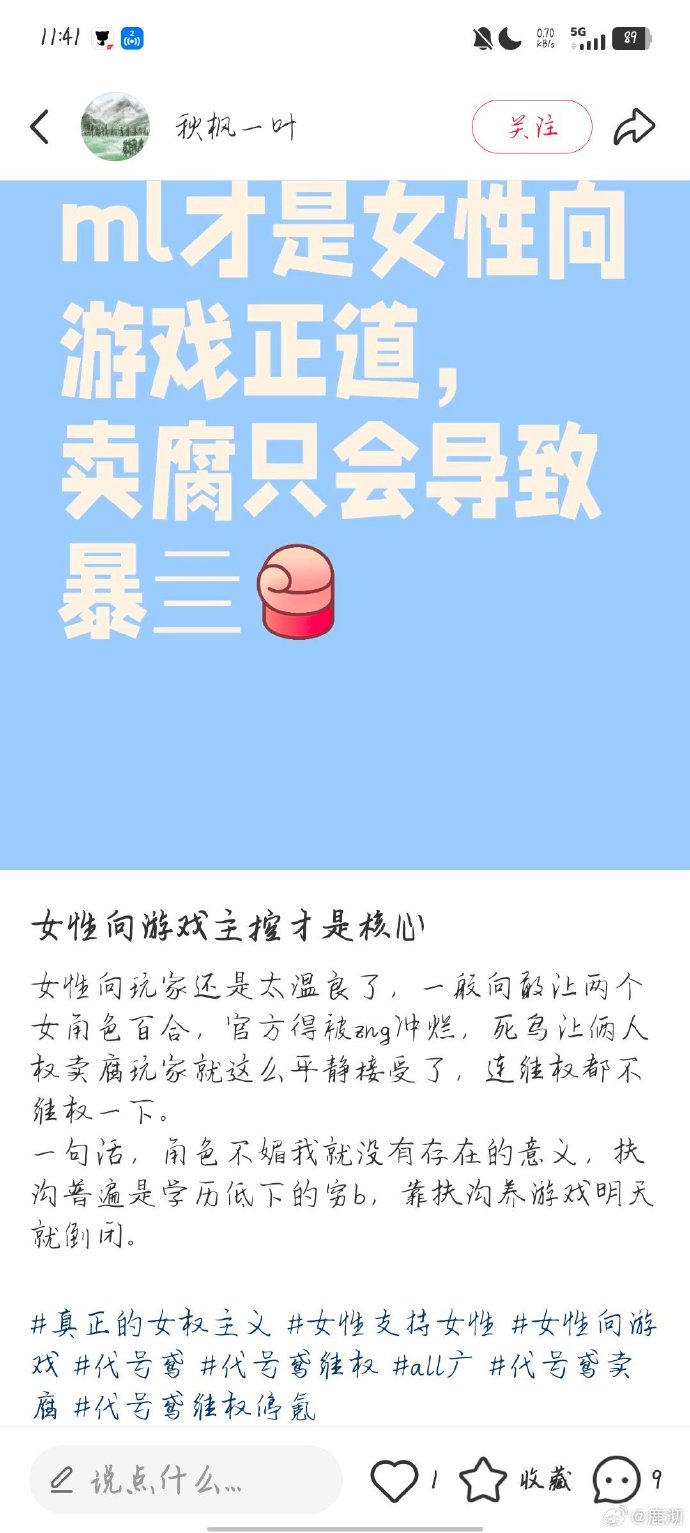 11:41
2
0.70
KB/s
5G
89
秋枫一叶
关注
ml才是女性向
游戏正道，
卖腐只会导致
暴亖
女性向游戏主控才是核心
女性向玩家还是太温良了，一般向敢让两个
女角色百合，官方得被zng冲烂，死鸟让俩人
权卖腐玩家就这么平静接受了，连维权都不
维权一下。
一句话，角色不媚我就没有存在的意义，扶
沟普遍是学历低下的穷b，靠扶沟养游戏明天
就倒闭。
#真正的女权主义 #女性支持女性 #女性向游
戏 #代号鸢 #代号鸢维权 #all广 #代号鸢卖
腐 #代号鸢维权停氪
说点什么...
1
收藏
9
@鹿沏